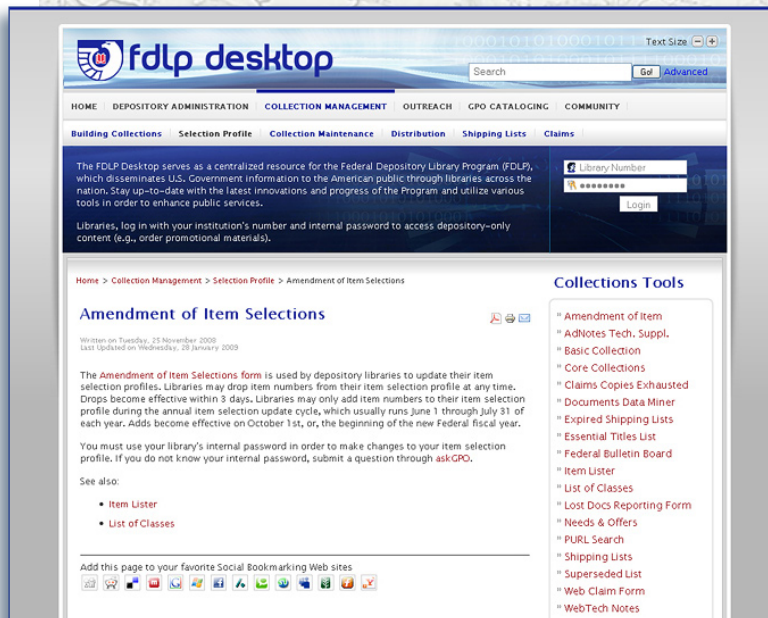 Text Size
fdlp desktop
Search
Go!
Advanced
HOME
DEPOSITORY ADMINISTRATION
COLLECTION MANAGEMENT
OUTREACH
GPO CATALOGING
COMMUNITY
Building Collections
Selection Profile
Collection Maintenance
Distribution
Shipping Lists
Claims
The FDLP Desktop serves as a centralized resource for the Federal Depository Library Program (FDLP),
which disseminates U.S. Government information to the American public through libraries across the
nation. Stay up-to-date with the latest innovations and progress of the Program and utilize various
tools in order to enhance public services.
Libraries, log in with your institution's number and internal password to access depository-only
content (e.g., order promotional materials).
Library Number
Login
Home > Collection Management > Selection Profile > Amendment of Item Selections
Amendment of Item Selections
Written on Tuesday, 25 November 2008
Last Updated on Wednesday, 28 January 2009
The Amendment of Item Selections form is used by depository libraries to update their item
selection profiles. Libraries may drop item numbers from their item selection profile at any time.
Drops become effective within 3 days. Libraries may only add item numbers to their item selection
profile during the annual item selection update cycle, which usually runs June 1 through July 31 of
each year. Adds become effective on October 1st, or, the beginning of the new Federal fiscal year.
You must use your library's internal password in order to make changes to your item selection
profile. If you do not know your internal password, submit a question through askGPO.
See also:
• Item Lister
• List of Classes
Add this page to your favorite Social Bookmarking Web sites
Collections Tools
Amendment of Item
AdNotes Tech. Suppl.
Basic Collection
Core Collections
Claims Copies Exhausted
Documents Data Miner
Expired Shipping Lists
Essential Titles List
Federal Bulletin Board
Item Lister
List of Classes
Lost Docs Reporting Form
Needs & Offers
PURL Search
Shipping Lists
Superseded List
Web Claim Form
WebTech Notes